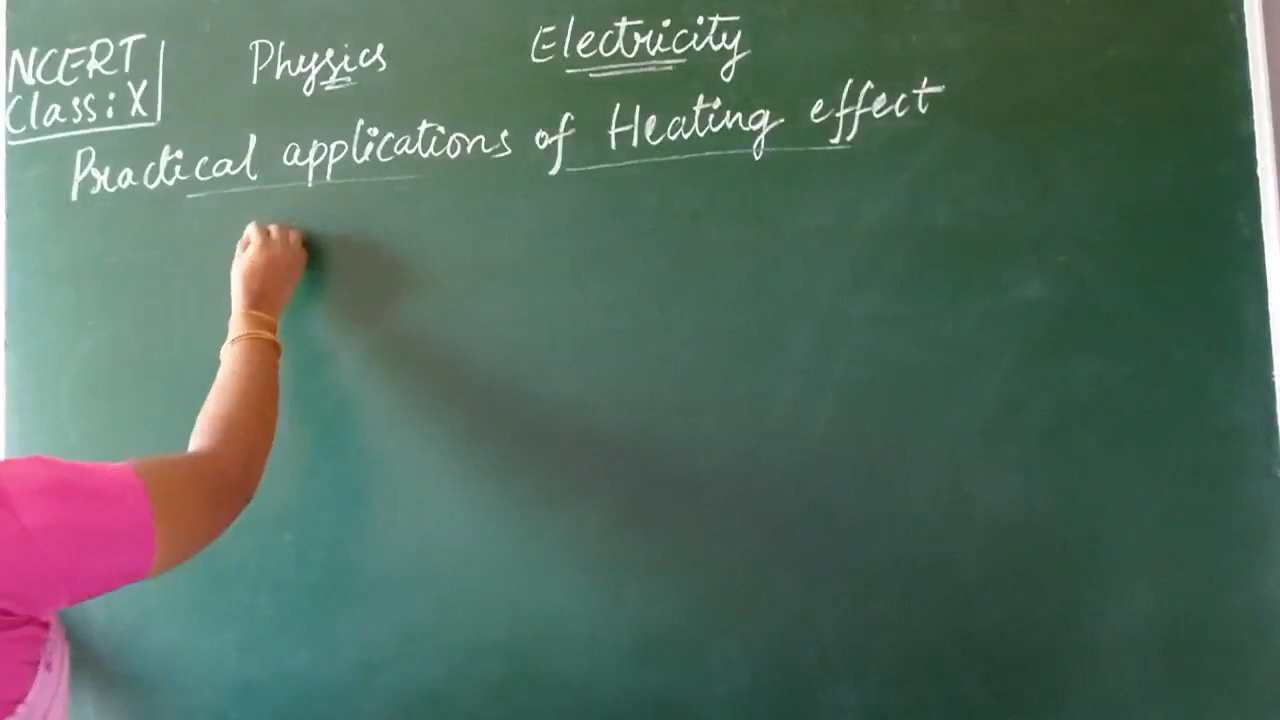 NCERT Physics Electricity
Class: X
Practical applications of Heating effect